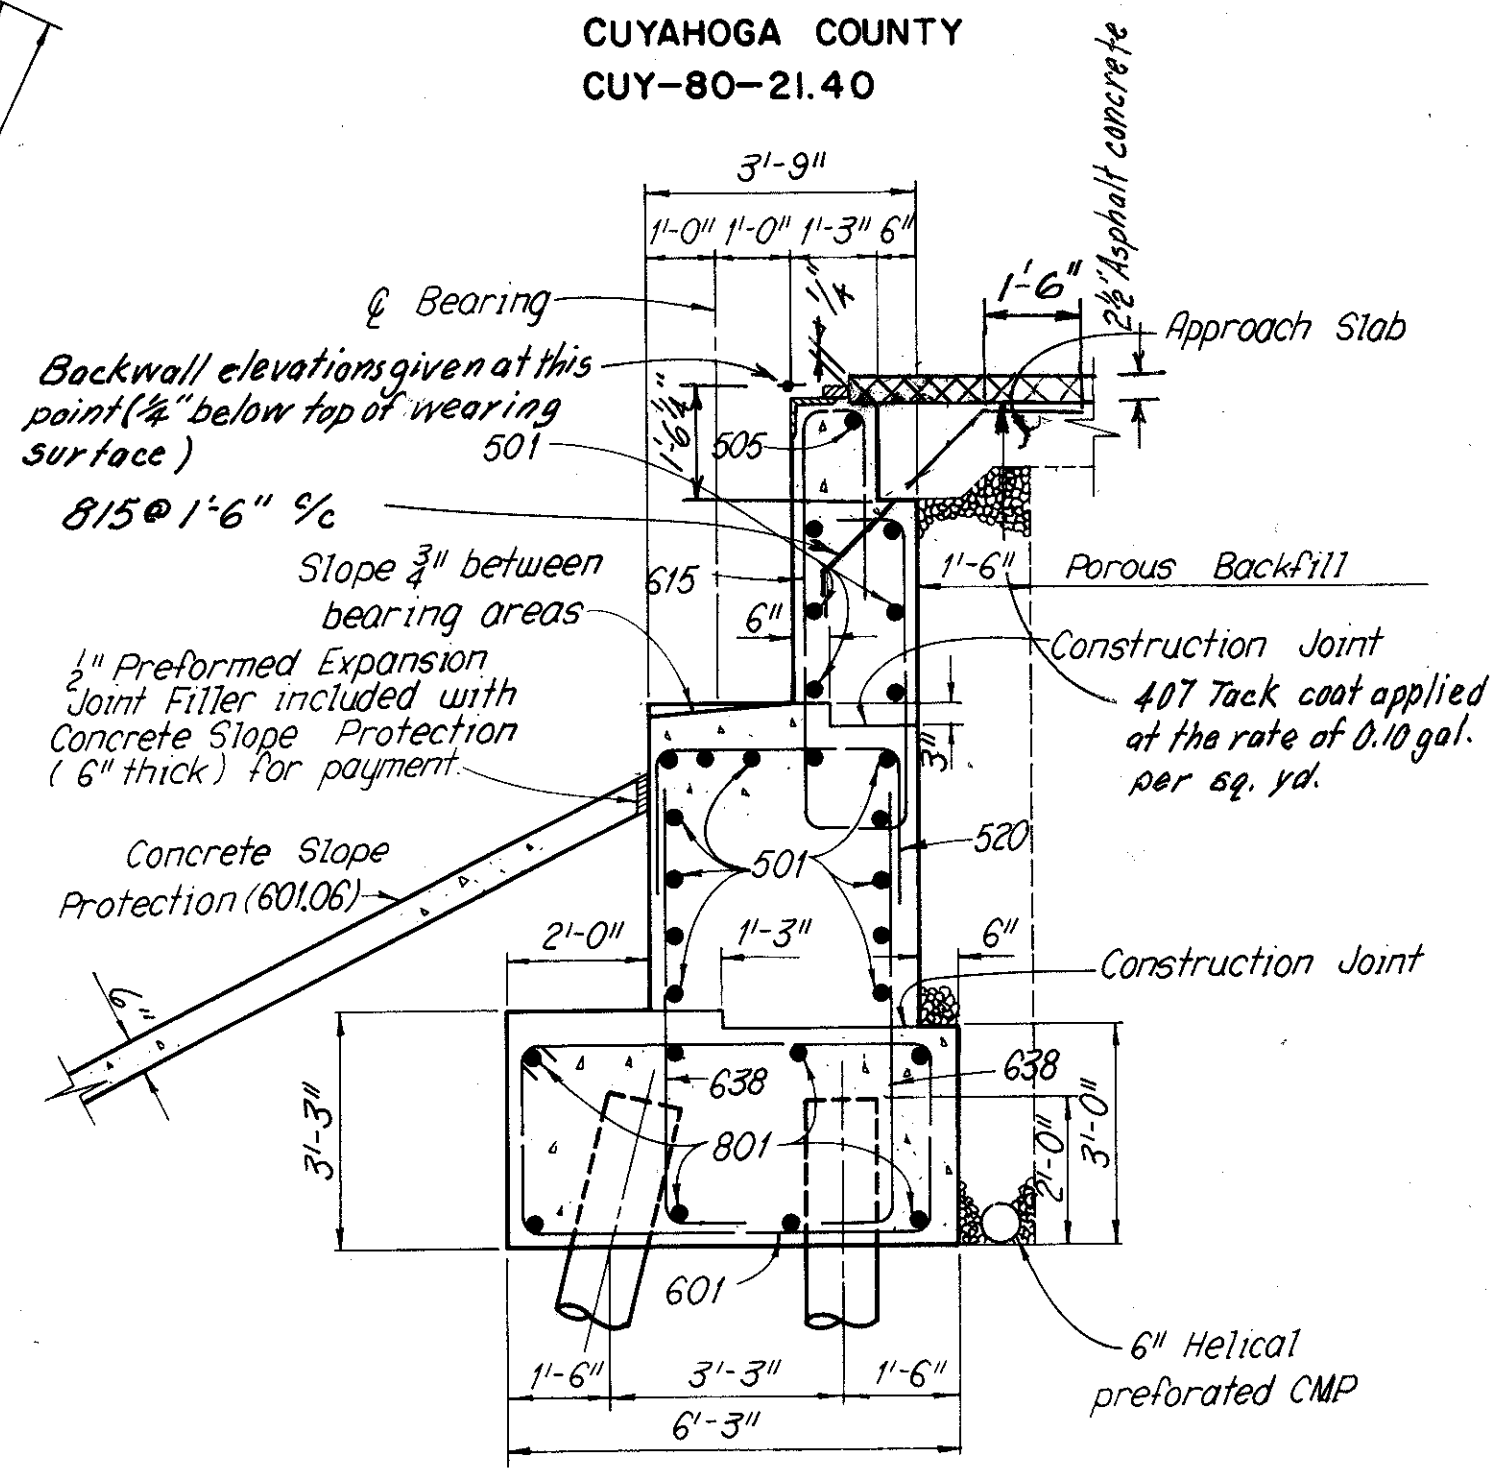 CUYAHOGA COUNTY
CUY-80-21.40
2½" Asphalt concrete
3'-9"
1'-0" 1'-0" 1'-3" 6"
1/4"
1'-6"
℄ Bearing
Approach Slab
Backwall elevations given at this
point (¼" below top of wearing
surface)
1'-6¼"
501
505
815 @ 1'-6" c/c
Slope ¾" between
bearing areas
615
1'-6"
Porous Backfill
6"
Construction Joint
½" Preformed Expansion
Joint Filler included with
Concrete Slope Protection
(6" thick) for payment.
407 Tack coat applied
at the rate of 0.10 gal.
per sq. yd.
3"
Concrete Slope
Protection (601.06)
501
520
2'-0"
1'-3"
6"
Construction Joint
6"
3'-3"
638
638
801
2'-0"
3'-0"
601
6" Helical
preforated CMP
1'-6" 3'-3" 1'-6"
6'-3"